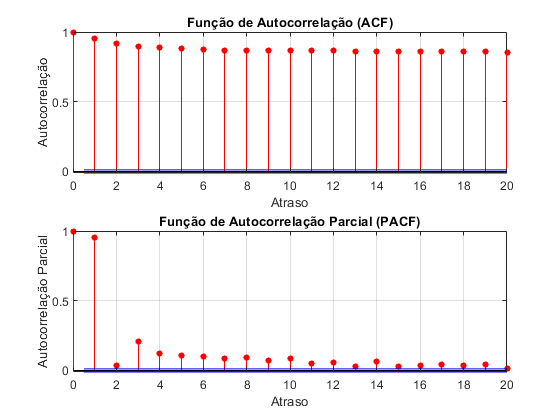 Função de Autocorrelação (ACF)
Autocorrelação
1
0.5
0
0 2 4 6 8 10 12 14 16 18 20
Atraso
Função de Autocorrelação Parcial (PACF)
Autocorrelação Parcial
1
0.5
0
0 2 4 6 8 10 12 14 16 18 20
Atraso